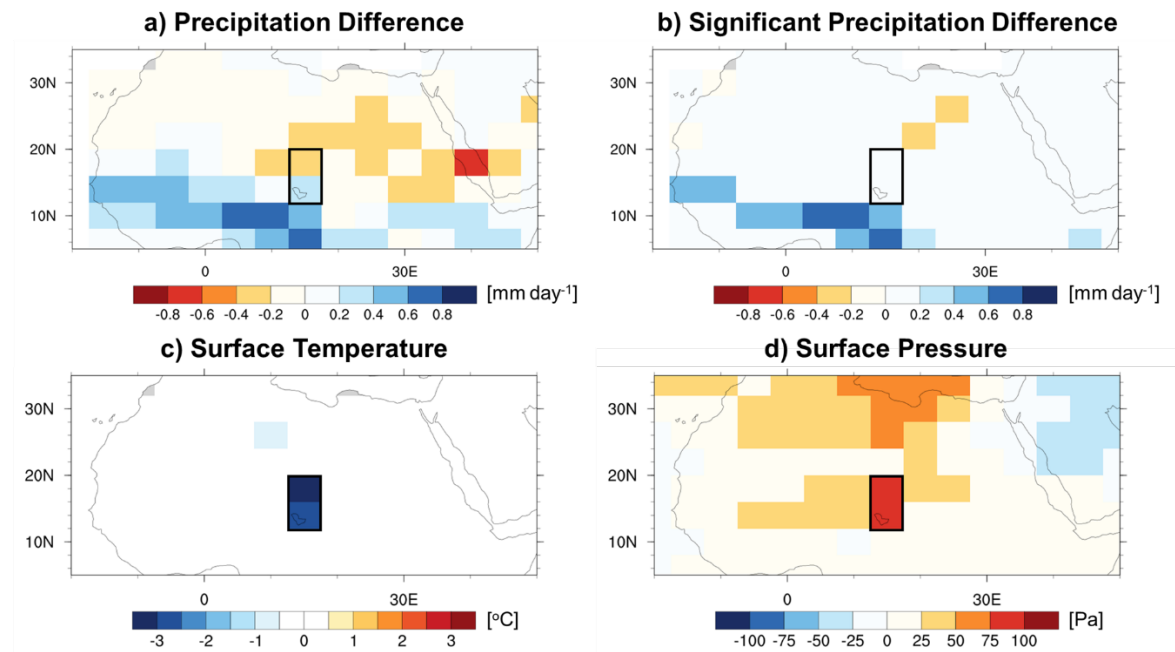 a) Precipitation Difference
30N
20N
10N
0
30E
-0.8 -0.6 -0.4 -0.2 0 0.2 0.4 0.6 0.8
[mm day-1]
b) Significant Precipitation Difference
30N
20N
10N
0
30E
-0.8 -0.6 -0.4 -0.2 0 0.2 0.4 0.6 0.8
[mm day-1]
c) Surface Temperature
30N
20N
10N
0
30E
-3 -2 -1 0 1 2 3
[oC]
d) Surface Pressure
30N
20N
10N
0
30E
-100 -75 -50 -25 0 25 50 75 100
[Pa]